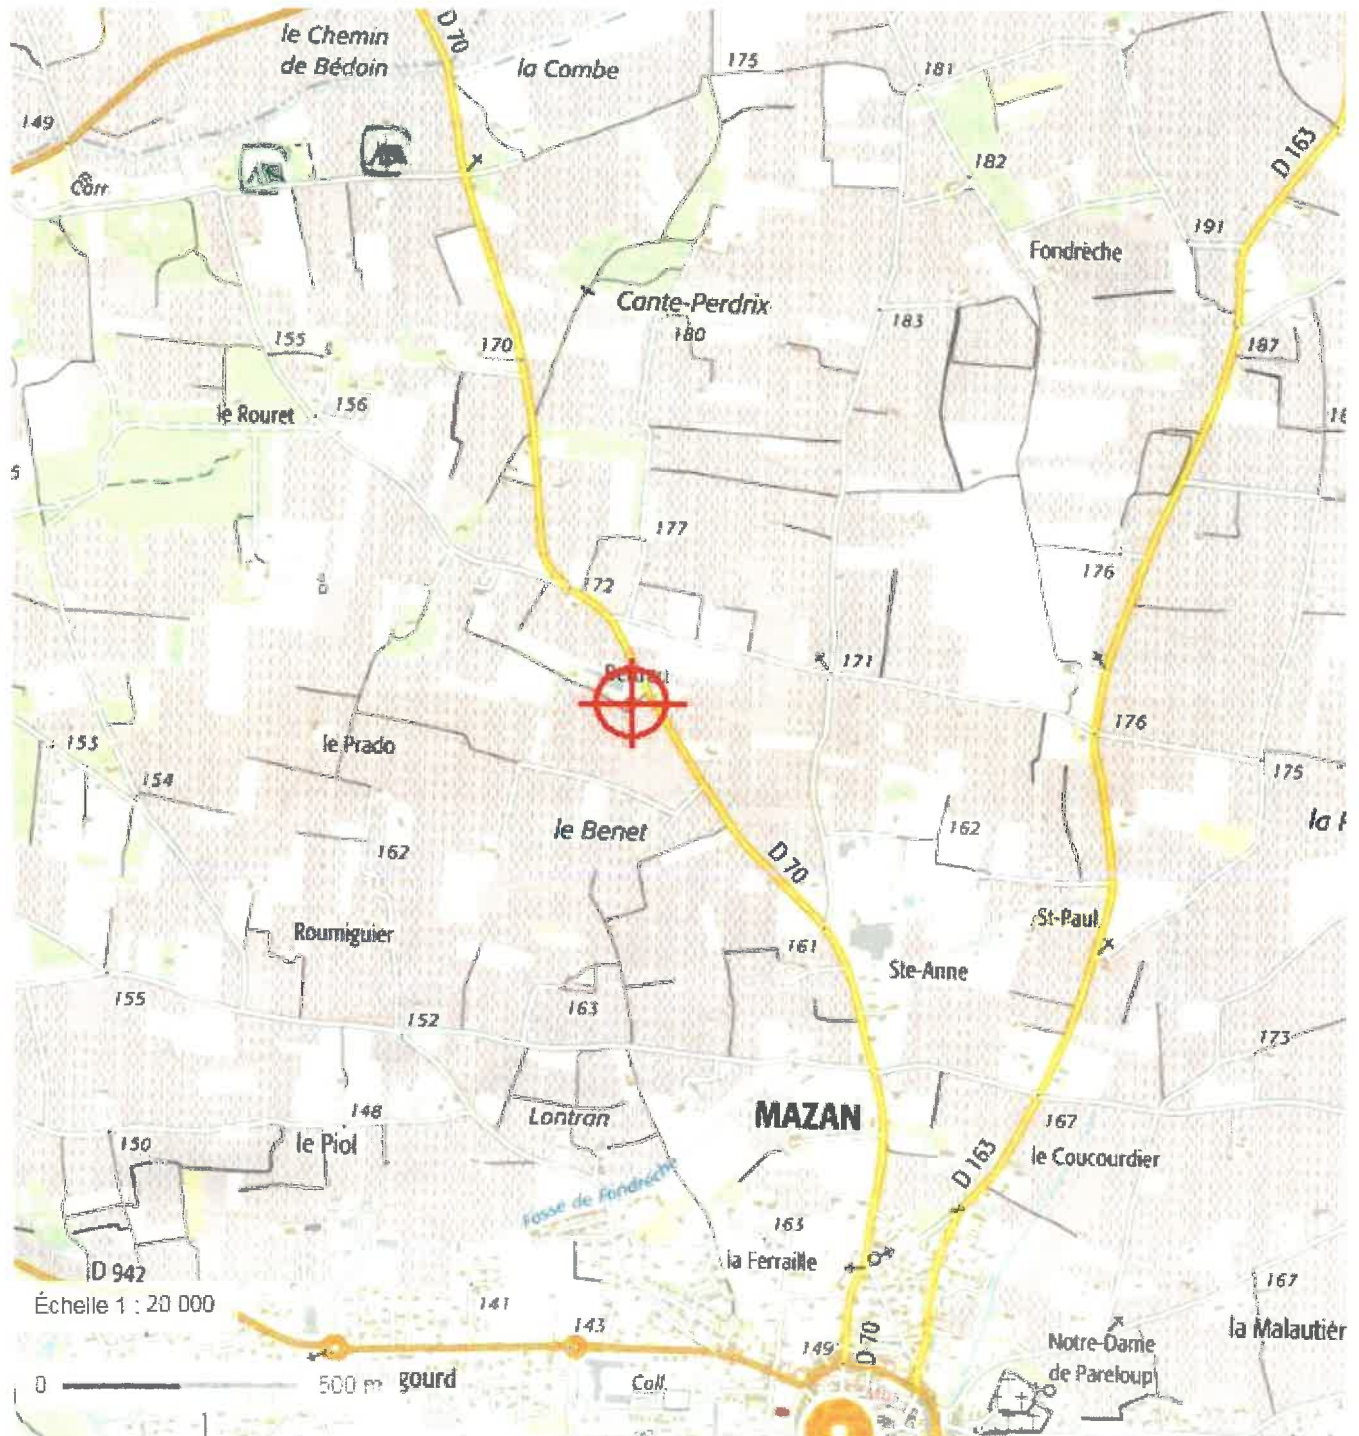 D 70
le Chemin
de Bédoin
la Combe
175
181
149
D 163
182
Carr.
191
Fondrèche
Cante-Perdrix
180
183
155
170
187
156
le Rouret
177
176
172
171
176
153
le Prado
154
175
le Benet
162
162
D 70
St-Paul
Roumiguier
161
Ste-Anne
155
163
152
173
148
Lontran
MAZAN
167
150
le Piol
D 163
le Coucourdier
Fossé de Fondrèche
163
la Ferraille
D 942
167
Échelle 1 : 20 000
141
143
149
D 70
Notre-Dame
de Pareloup
la Malautièr
0
500 m
gourd
Coll.